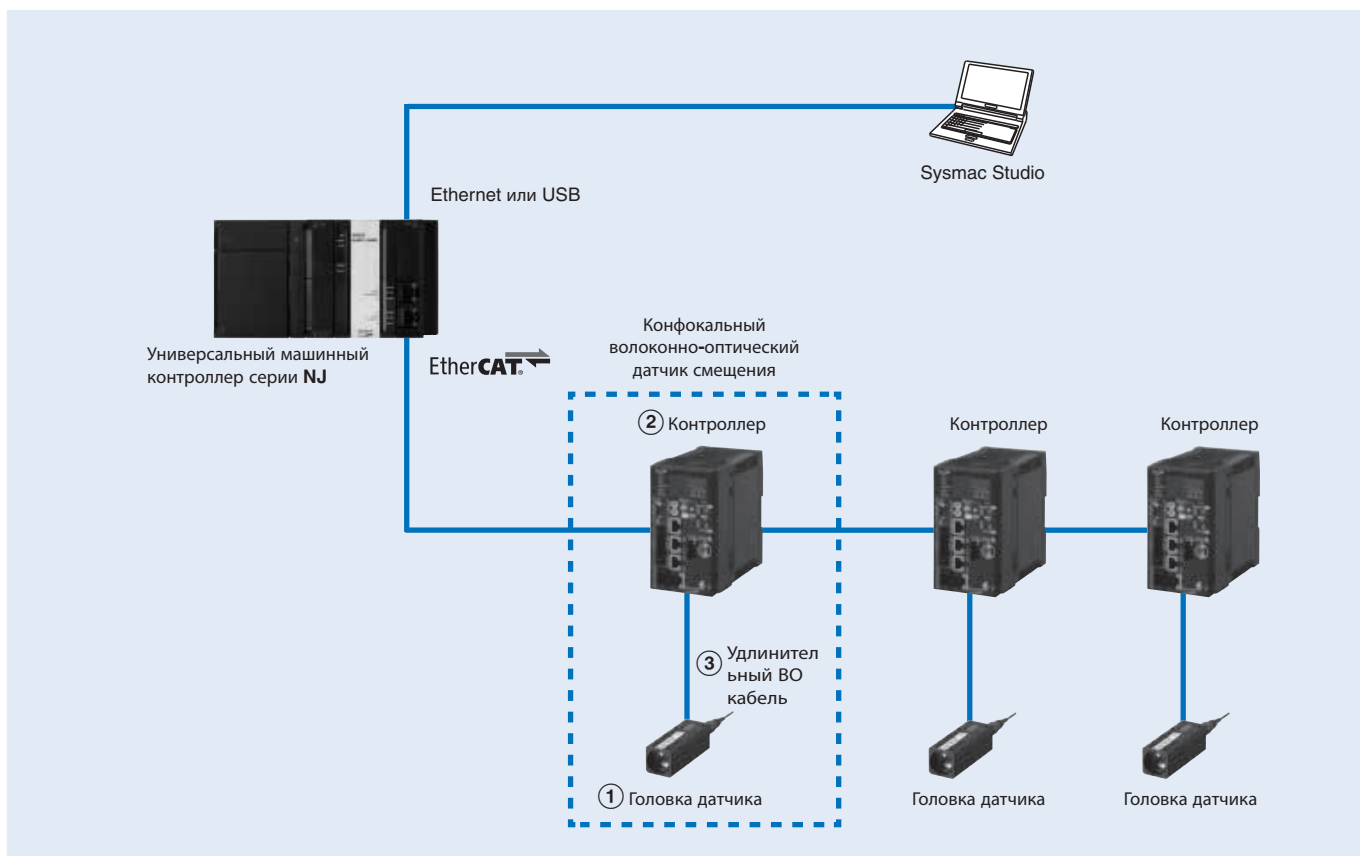 Sysmac Studio
Ethernet или USB
Универсальный машинный
контроллер серии NJ
EtherCAT®
Конфокальный
волоконно-оптический
датчик смещения
② Контроллер
Контроллер
Контроллер
③ Удлинител
ьный ВО
кабель
① Головка датчика
Головка датчика
Головка датчика